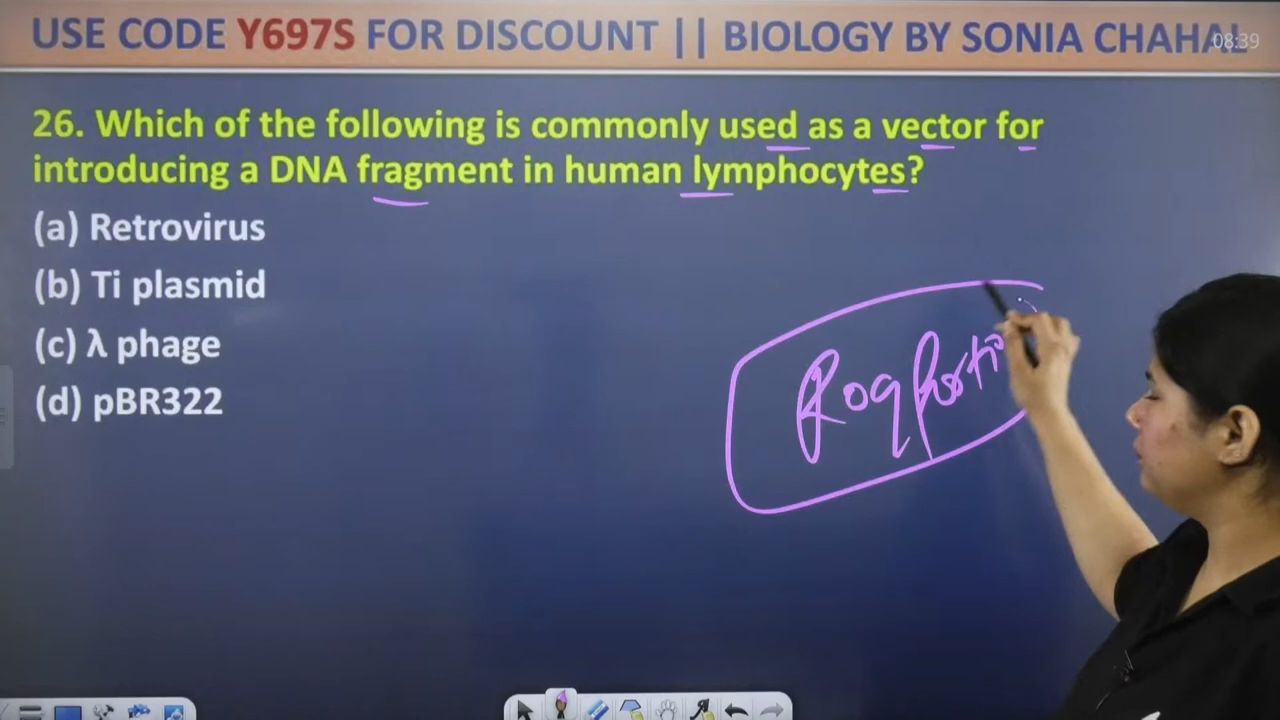 USE CODE Y697S FOR DISCOUNT || BIOLOGY BY SONIA CHAHAL
08:39
26. Which of the following is commonly used as a vector for
introducing a DNA fragment in human lymphocytes?
(a) Retrovirus
(b) Ti plasmid
(c) λ phage
(d) pBR322